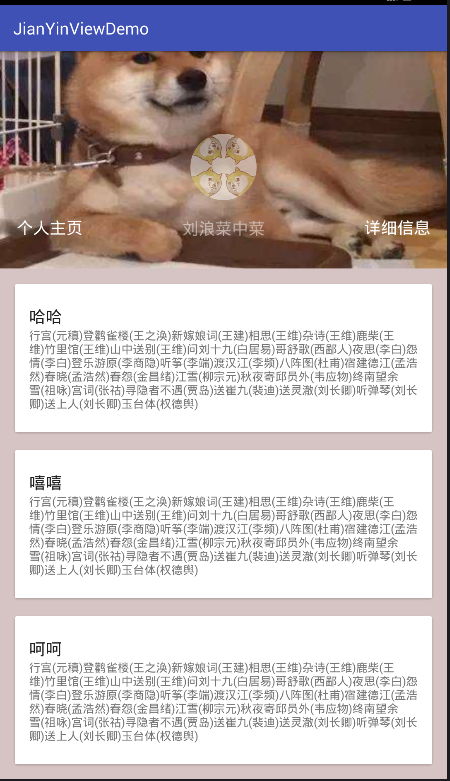 JianYinViewDemo
个人主页
刘浪菜中菜
详细信息
哈哈
行宫(元稹)登鹳雀楼(王之涣)新嫁娘词(王建)相思(王维)杂诗(王维)鹿柴(王
维)竹里馆(王维)山中送别(王维)问刘十九(白居易)哥舒歌(西鄙人)夜思(李白)怨
情(李白)登乐游原(李商隐)听筝(李端)渡汉江(李频)八阵图(杜甫)宿建德江(孟浩
然)春晓(孟浩然)春怨(金昌绪)江雪(柳宗元)秋夜寄邱员外(韦应物)终南望余
雪(祖咏)宫词(张祜)寻隐者不遇(贾岛)送崔九(裴迪)送灵澈(刘长卿)听弹琴(刘长
卿)送上人(刘长卿)玉台体(权德舆)
嘻嘻
行宫(元稹)登鹳雀楼(王之涣)新嫁娘词(王建)相思(王维)杂诗(王维)鹿柴(王
维)竹里馆(王维)山中送别(王维)问刘十九(白居易)哥舒歌(西鄙人)夜思(李白)怨
情(李白)登乐游原(李商隐)听筝(李端)渡汉江(李频)八阵图(杜甫)宿建德江(孟浩
然)春晓(孟浩然)春怨(金昌绪)江雪(柳宗元)秋夜寄邱员外(韦应物)终南望余
雪(祖咏)宫词(张祜)寻隐者不遇(贾岛)送崔九(裴迪)送灵澈(刘长卿)听弹琴(刘长
卿)送上人(刘长卿)玉台体(权德舆)
呵呵
行宫(元稹)登鹳雀楼(王之涣)新嫁娘词(王建)相思(王维)杂诗(王维)鹿柴(王
维)竹里馆(王维)山中送别(王维)问刘十九(白居易)哥舒歌(西鄙人)夜思(李白)怨
情(李白)登乐游原(李商隐)听筝(李端)渡汉江(李频)八阵图(杜甫)宿建德江(孟浩
然)春晓(孟浩然)春怨(金昌绪)江雪(柳宗元)秋夜寄邱员外(韦应物)终南望余
雪(祖咏)宫词(张祜)寻隐者不遇(贾岛)送崔九(裴迪)送灵澈(刘长卿)听弹琴(刘长
卿)送上人(刘长卿)玉台体(权德舆)